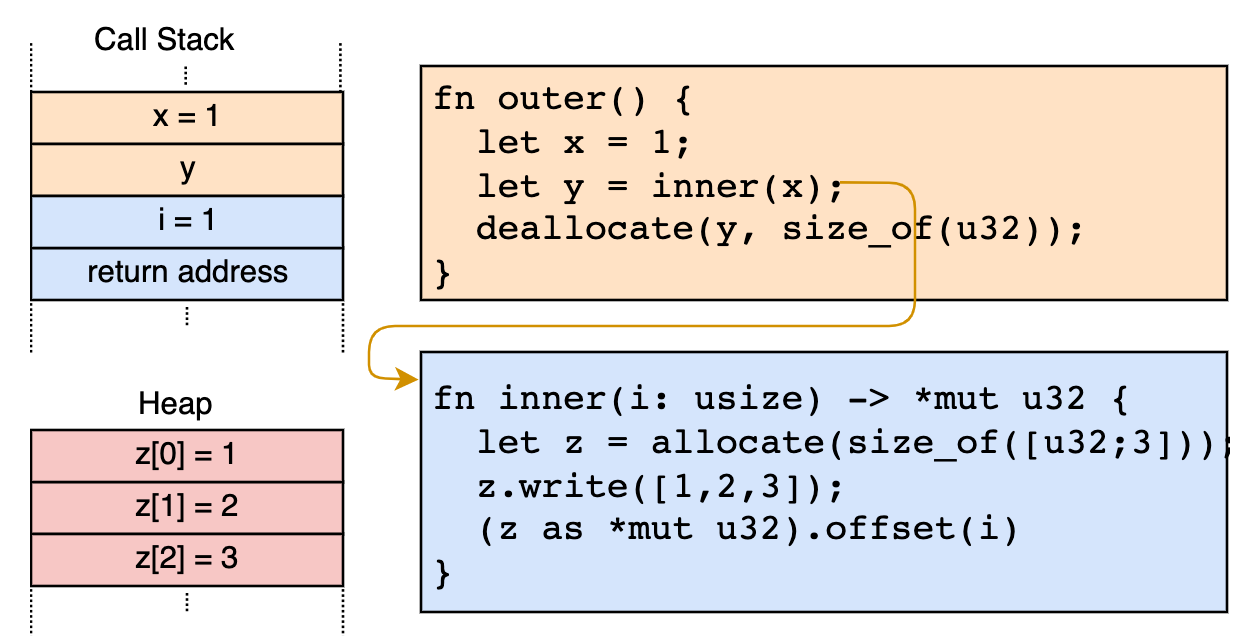 Call Stack
x = 1
y
i = 1
return address
Heap
z[0] = 1
z[1] = 2
z[2] = 3
fn outer() {
  let x = 1;
  let y = inner(x);
  deallocate(y, size_of(u32));
}
fn inner(i: usize) -> *mut u32 {
  let z = allocate(size_of([u32;3]));
  z.write([1,2,3]);
  (z as *mut u32).offset(i)
}